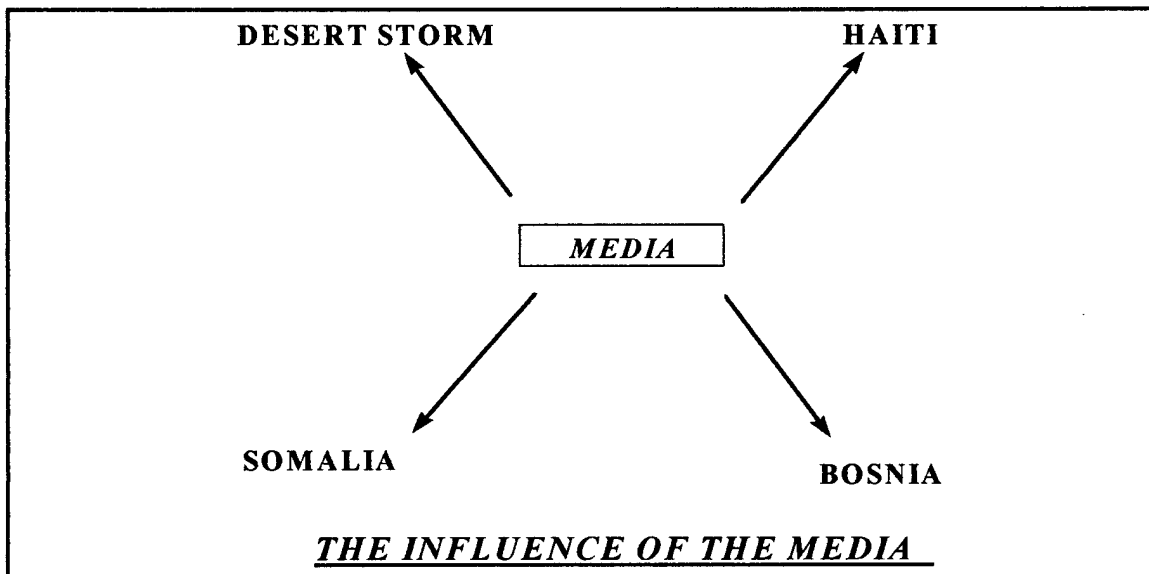 DESERT STORM
HAITI
MEDIA
SOMALIA
BOSNIA
THE INFLUENCE OF THE MEDIA